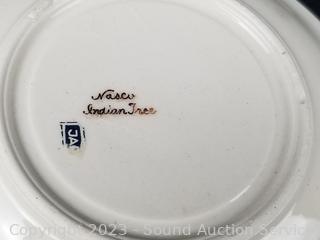 Nasco
Indian Tree
JA
Copyright 2023 - Sound Auction Service